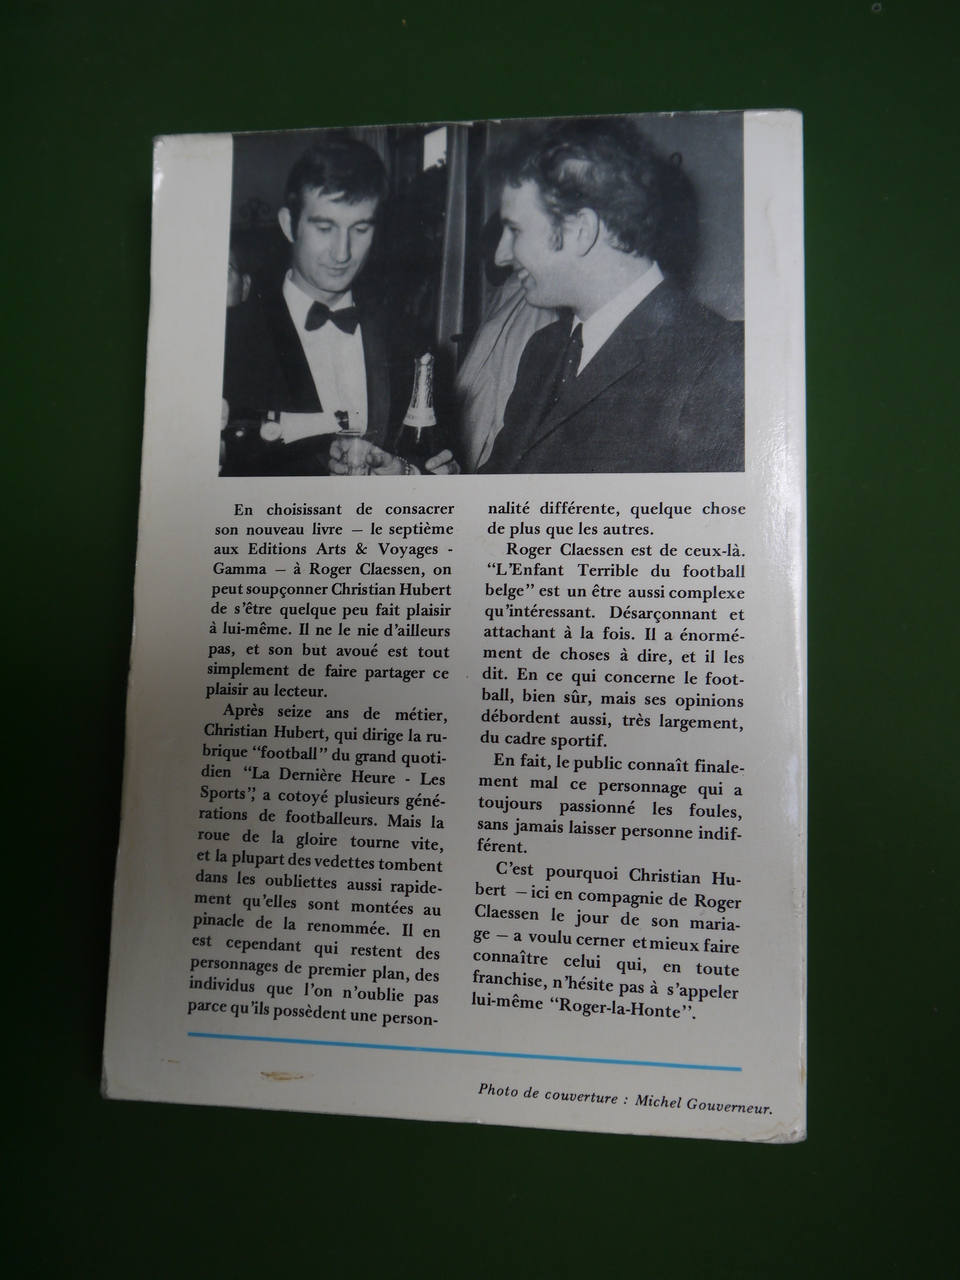 En choisissant de consacrer
son nouveau livre — le septième
aux Editions Arts & Voyages -
Gamma — à Roger Claessen, on
peut soupçonner Christian Hubert
de s'être quelque peu fait plaisir
à lui-même. Il ne le nie d'ailleurs
pas, et son but avoué est tout
simplement de faire partager ce
plaisir au lecteur.
Après seize ans de métier,
Christian Hubert, qui dirige la ru-
brique "football" du grand quoti-
dien "La Dernière Heure - Les
Sports", a cotoyé plusieurs géné-
rations de footballeurs. Mais la
roue de la gloire tourne vite,
et la plupart des vedettes tombent
dans les oubliettes aussi rapide-
ment qu'elles sont montées au
pinacle de la renommée. Il en
est cependant qui restent des
personnages de premier plan, des
individus que l'on n'oublie pas
parce qu'ils possèdent une person-
nalité différente, quelque chose
de plus que les autres.
Roger Claessen est de ceux-là.
"L'Enfant Terrible du football
belge" est un être aussi complexe
qu'intéressant. Désarçonnant et
attachant à la fois. Il a énormé-
ment de choses à dire, et il les
dit. En ce qui concerne le foot-
ball, bien sûr, mais ses opinions
débordent aussi, très largement,
du cadre sportif.
En fait, le public connaît finale-
ment mal ce personnage qui a
toujours passionné les foules,
sans jamais laisser personne indif-
férent.
C'est pourquoi Christian Hu-
bert — ici en compagnie de Roger
Claessen le jour de son maria-
ge — a voulu cerner et mieux faire
connaître celui qui, en toute
franchise, n'hésite pas à s'appeler
lui-même "Roger-la-Honte".
Photo de couverture : Michel Gouverneur.